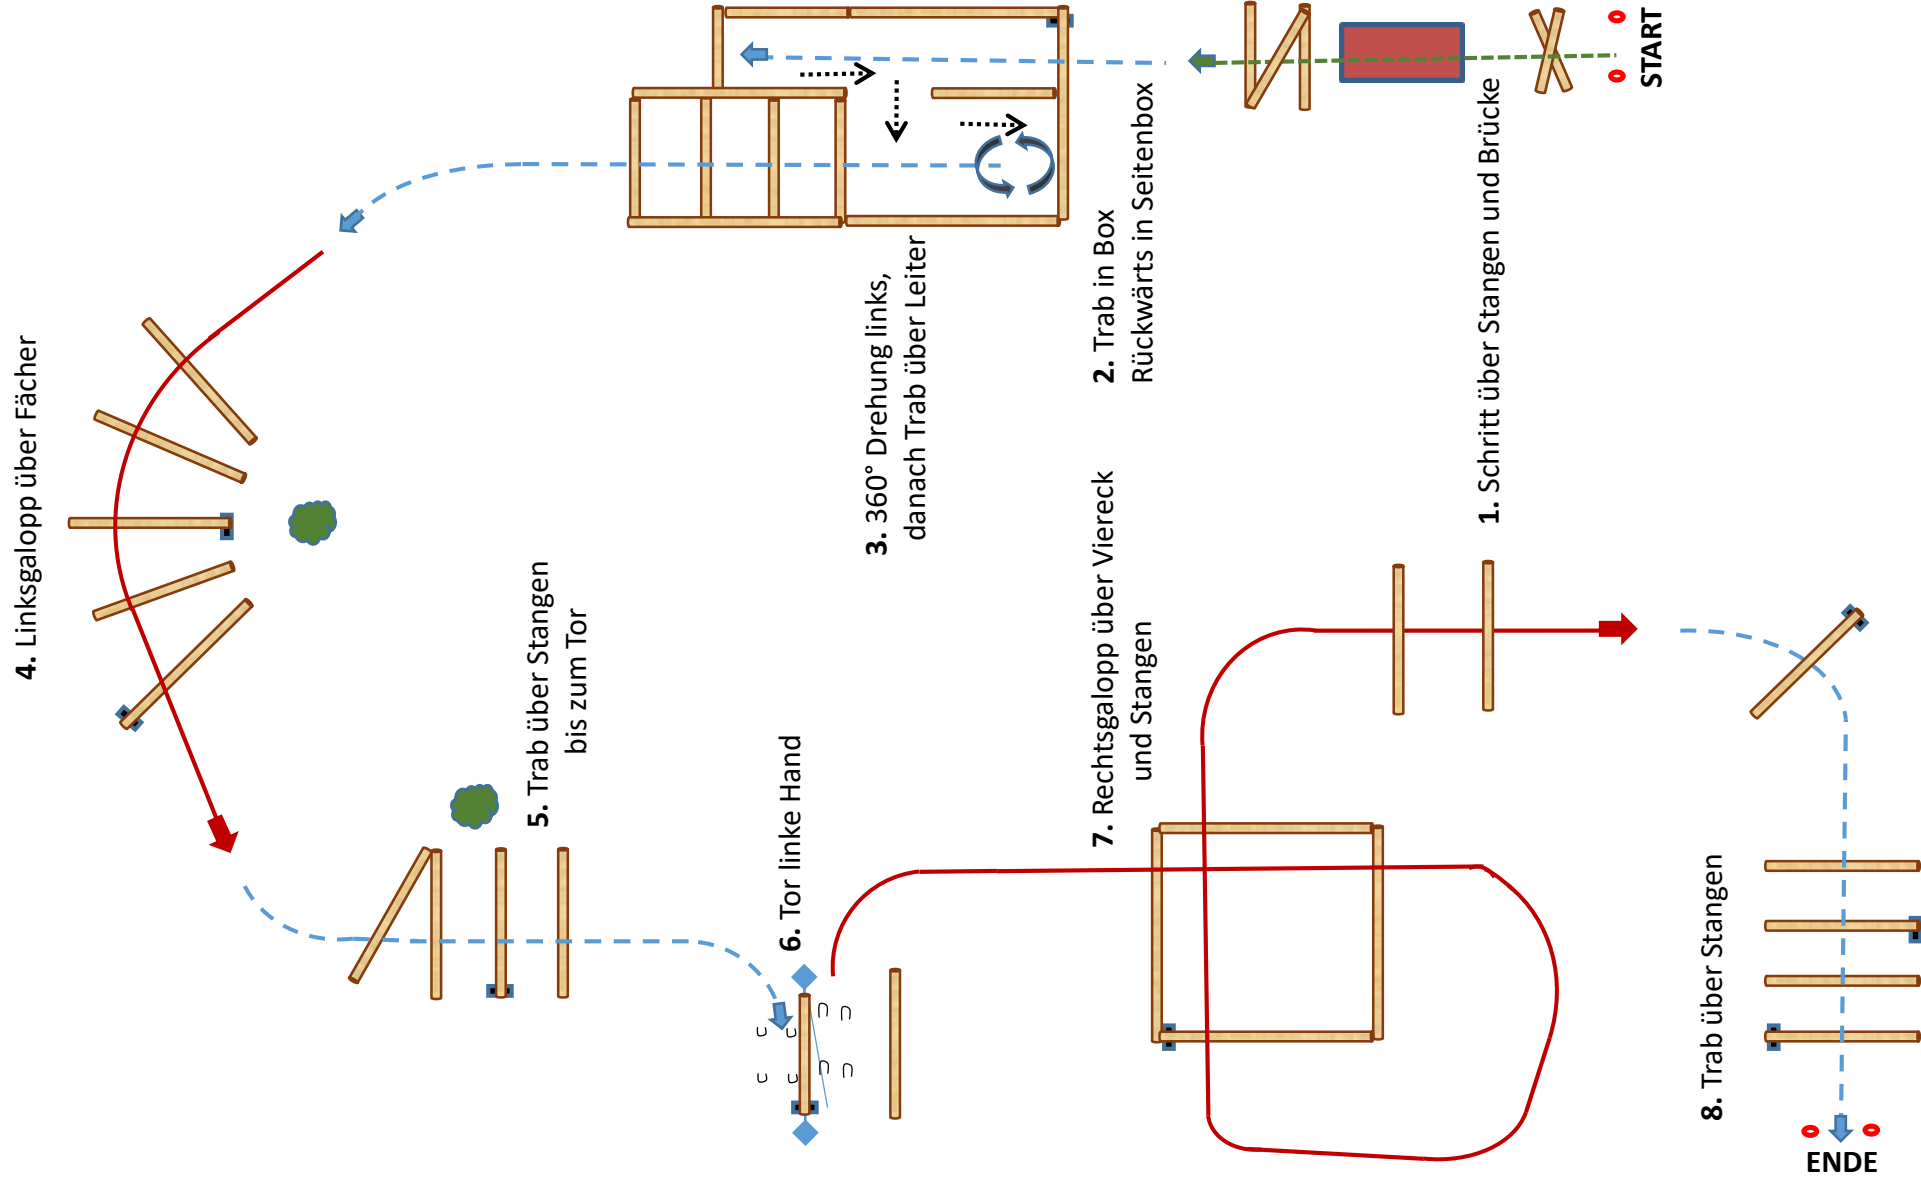 START
1. Schritt über Stangen und Brücke
2. Trab in Box
Rückwärts in Seitenbox
3. 360° Drehung links,
danach Trab über Leiter
4. Linksgalopp über Fächer
5. Trab über Stangen
bis zum Tor
6. Tor linke Hand
7. Rechtsgalopp über Viereck
und Stangen
8. Trab über Stangen
ENDE